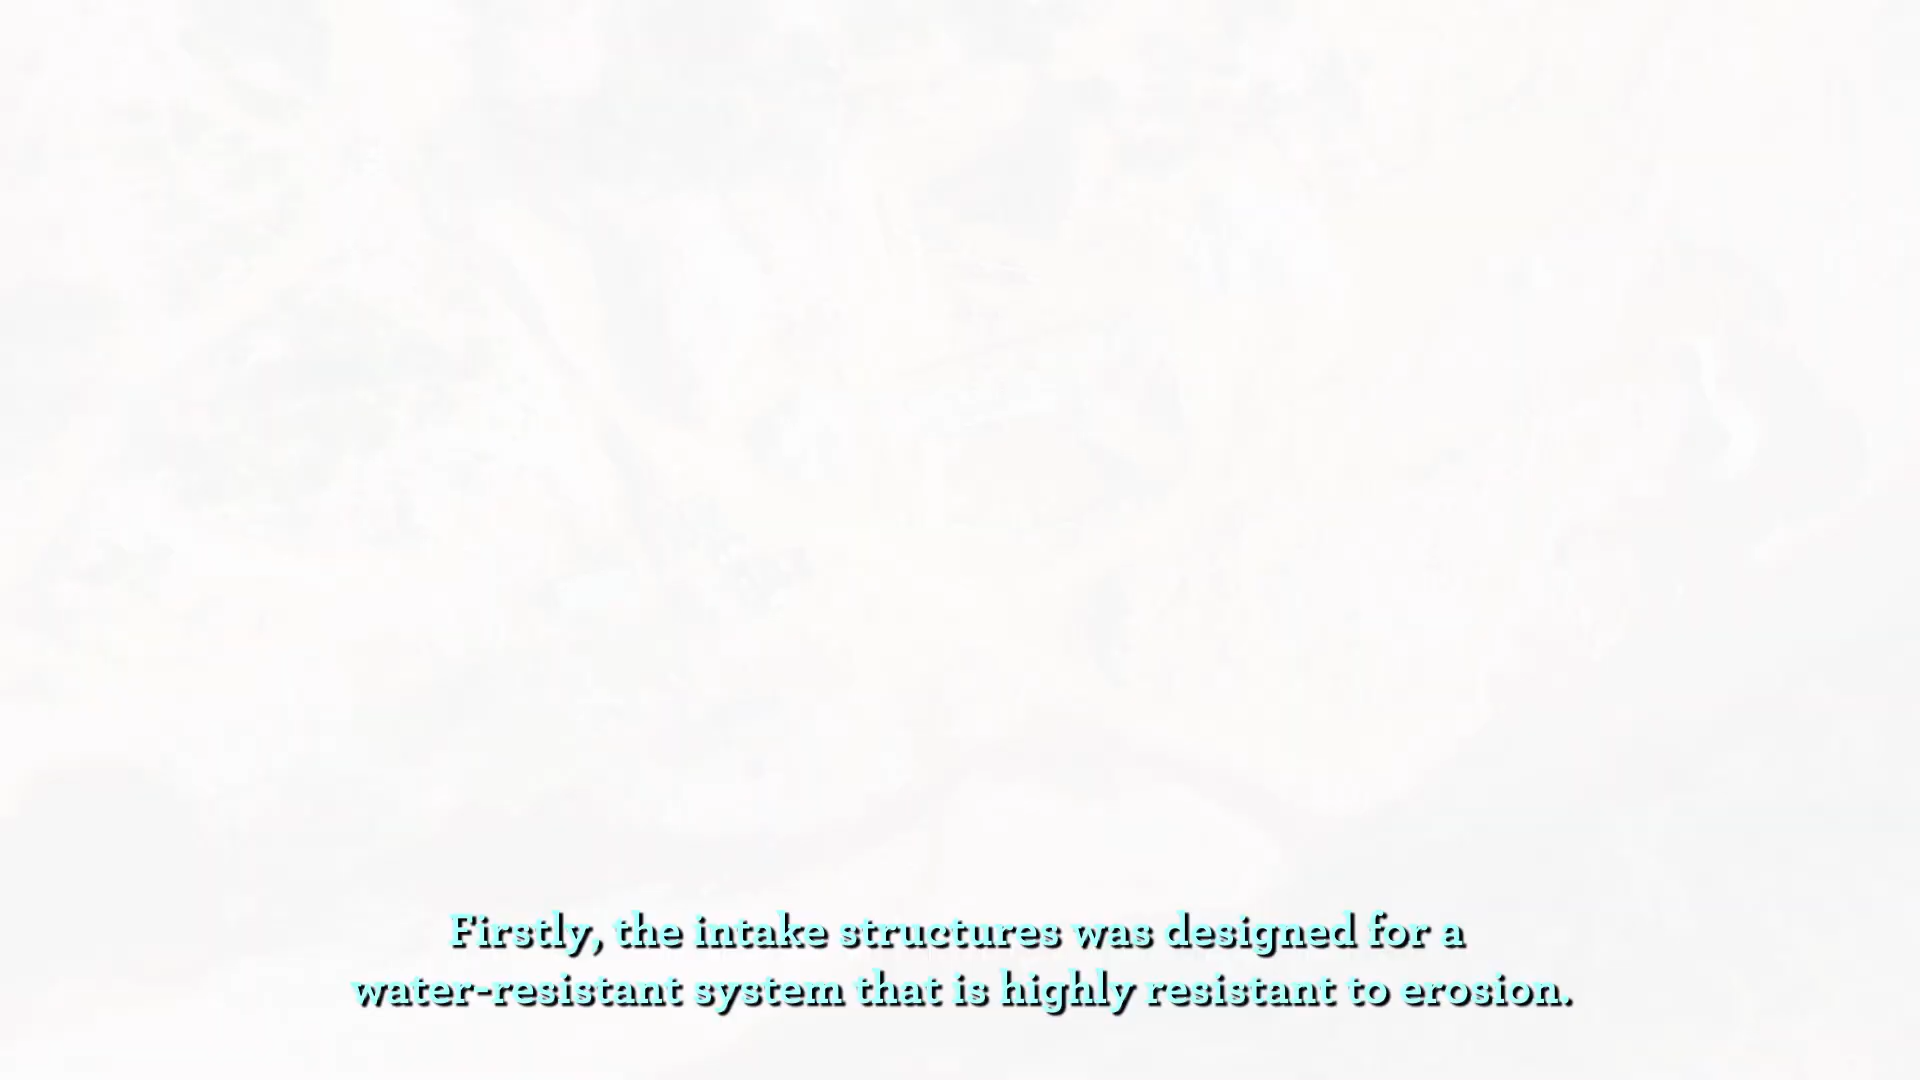 Firstly, the intake structures was designed for a
water-resistant system that is highly resistant to erosion.